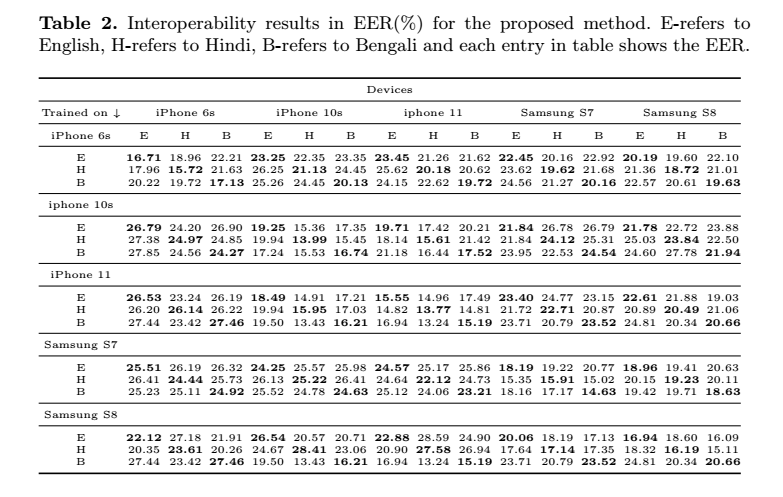 Table 2. Interoperability results in EER(%) for the proposed method. E-refers to
English, H-refers to Hindi, B-refers to Bengali and each entry in table shows the EER.
Devices
Trained on ↓ iPhone 6s iPhone 10s iphone 11 Samsung S7 Samsung S8
iPhone 6s E H B E H B E H B E H B E H B
E 16.71 18.96 22.21 23.25 22.35 23.35 23.45 21.26 21.62 22.45 20.16 22.92 20.19 19.60 22.10
H 17.96 15.72 21.63 26.25 21.13 24.45 25.62 20.18 20.62 23.62 19.62 21.68 21.36 18.72 21.01
B 20.22 19.72 17.13 25.26 24.45 20.13 24.15 22.62 19.72 24.56 21.27 20.16 22.57 20.61 19.63
iphone 10s
E 26.79 24.20 26.90 19.25 15.36 17.35 19.71 17.42 20.21 21.84 26.78 26.79 21.78 22.72 23.88
H 27.38 24.97 24.85 19.94 13.99 15.45 18.14 15.61 21.42 21.84 24.12 25.31 25.03 23.84 22.50
B 27.85 24.56 24.27 17.24 15.53 16.74 21.18 16.44 17.52 23.95 22.53 24.54 24.60 27.78 21.94
iPhone 11
E 26.53 23.24 26.19 18.49 14.91 17.21 15.55 14.96 17.49 23.40 24.77 23.15 22.61 21.88 19.03
H 26.20 26.14 26.22 19.94 15.95 17.03 14.82 13.77 14.81 21.72 22.71 20.87 20.89 20.49 21.06
B 27.44 23.42 27.46 19.50 13.43 16.21 16.94 13.24 15.19 23.71 20.79 23.52 24.81 20.34 20.66
Samsung S7
E 25.51 26.19 26.32 24.25 25.57 25.98 24.57 25.17 25.86 18.19 19.22 20.77 18.96 19.41 20.63
H 26.41 24.44 25.73 26.13 25.22 26.41 24.64 22.12 24.73 15.35 15.91 15.02 20.15 19.23 20.11
B 25.23 25.11 24.92 25.52 24.78 24.63 25.12 24.06 23.21 18.16 17.17 14.63 19.42 19.71 18.63
Samsung S8
E 22.12 27.18 21.91 26.54 20.57 20.71 22.88 28.59 24.90 20.06 18.19 17.13 16.94 18.60 16.09
H 20.35 23.61 20.26 24.67 28.41 23.06 20.90 27.58 26.94 17.64 17.14 17.35 18.32 16.19 15.11
B 27.44 23.42 27.46 19.50 13.43 16.21 16.94 13.24 15.19 23.71 20.79 23.52 24.81 20.34 20.66